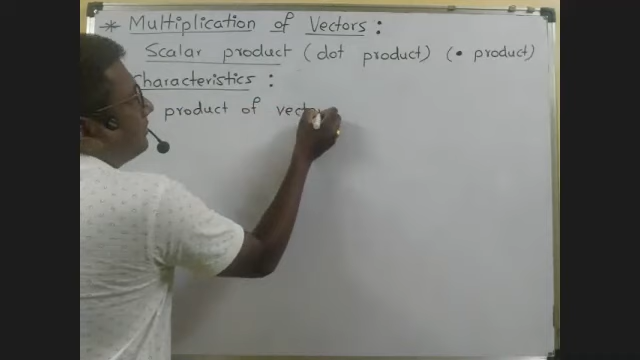 * Multiplication of Vectors :
Scalar product (dot product) (• product)
Characteristics :
product of